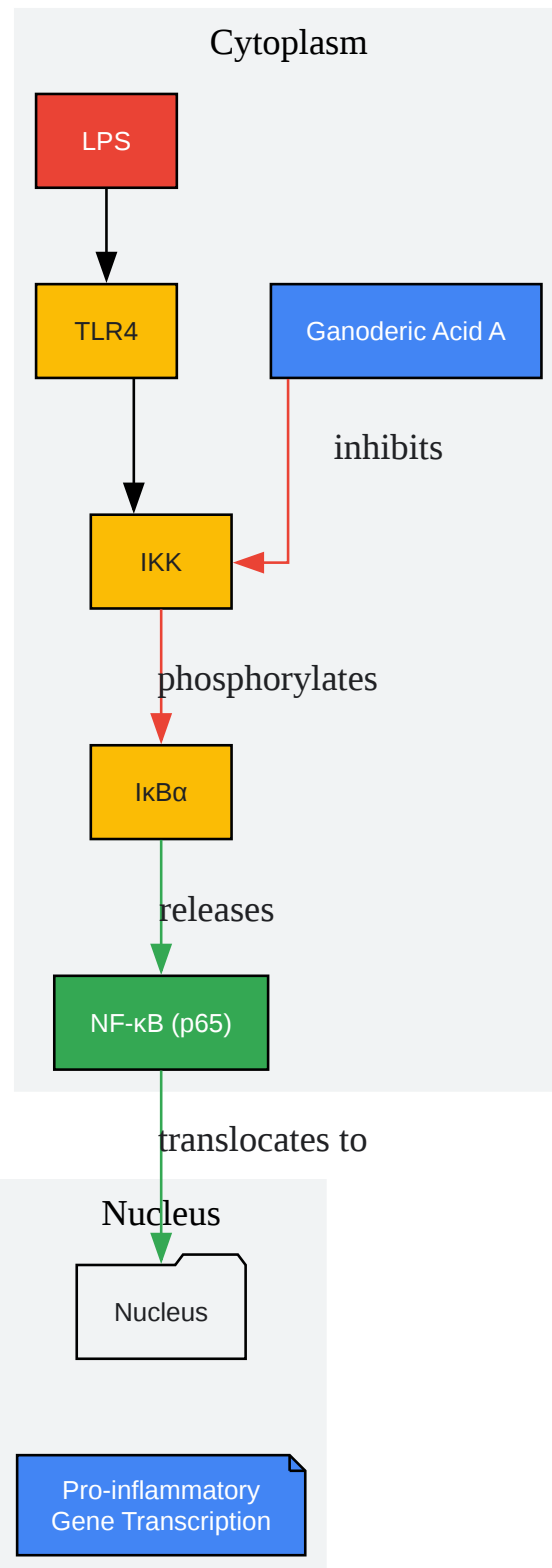 Cytoplasm
LPS
TLR4
Ganoderic Acid A
inhibits
IKK
phosphorylates
IκBα
releases
NF-κB (p65)
translocates to
Nucleus
Nucleus
Pro-inflammatory
Gene Transcription